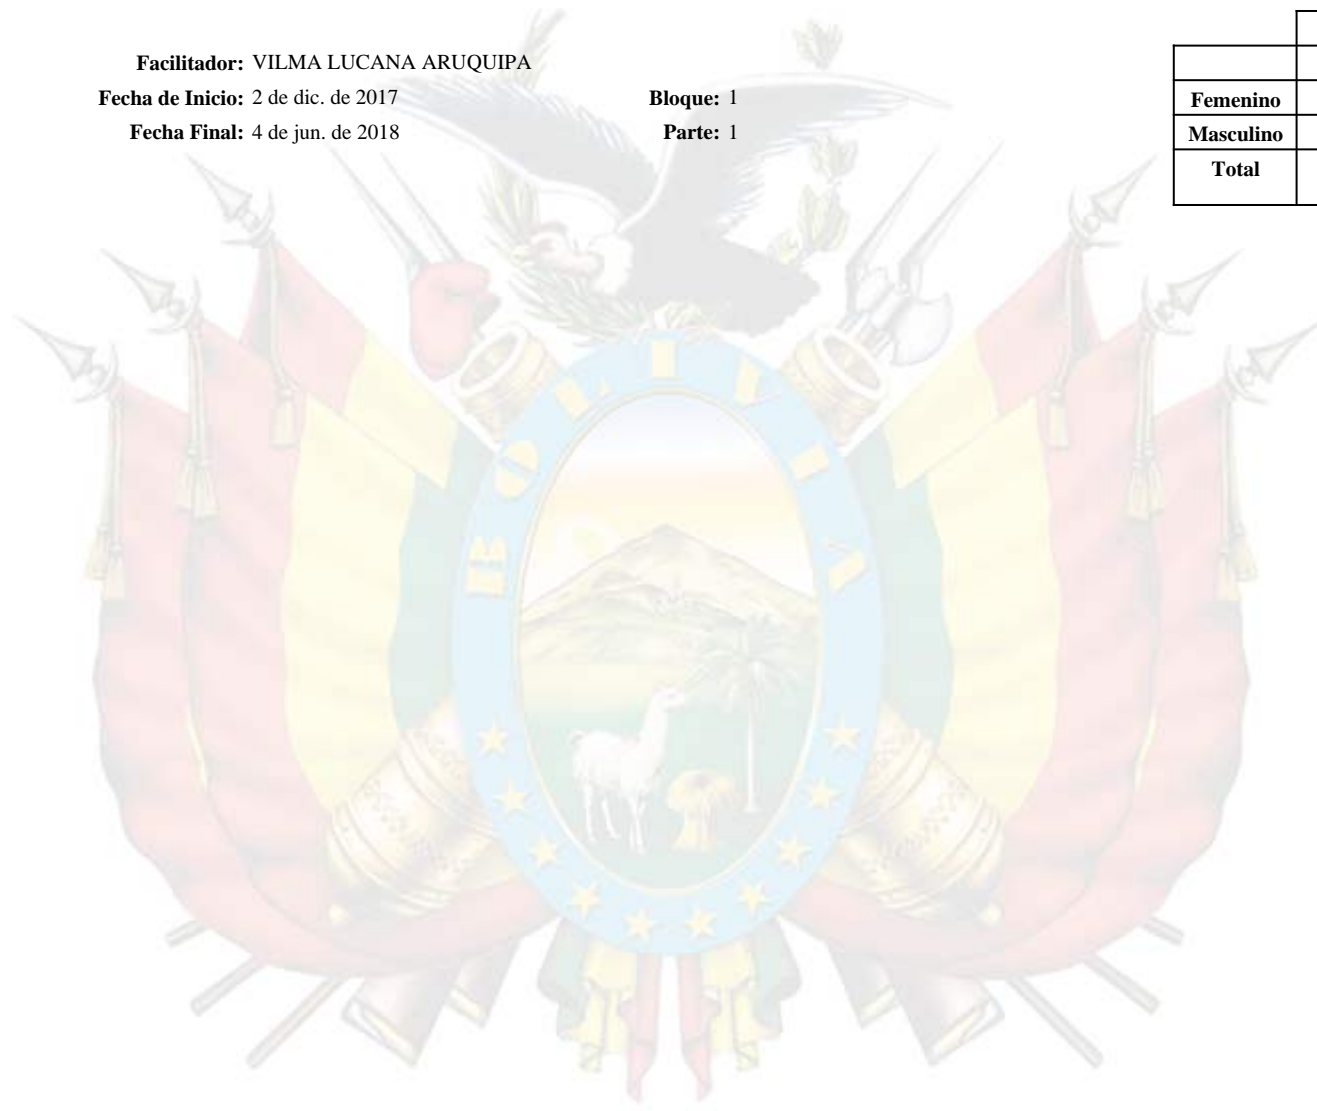 Facilitador: VILMA LUCANA ARUQUIPA
Fecha de Inicio: 2 de dic. de 2017 Bloque: 1
Fecha Final: 4 de jun. de 2018 Parte: 1
Femenino
Masculino
Total
BOLIVIA